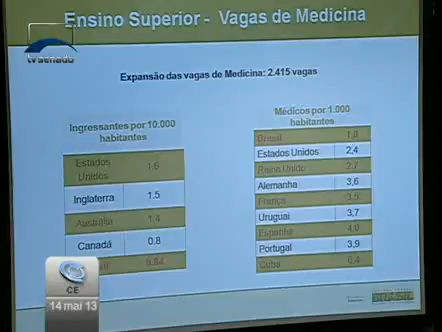 Ensino Superior - Vagas de Medicina
tv senado
Expansão das vagas de Medicina: 2.415 vagas
Ingressantes por 10.000
habitantes
Estados
Unidos 1.6
Inglaterra 1.5
Austrália 1.4
Canadá 0,8
0.84
Médicos por 1.000
habitantes
Brasil 1,8
Estados Unidos 2,4
Reino Unido 2,7
Alemanha 3,6
França 3,5
Uruguai 3,7
Espanha 4,0
Portugal 3,9
Cuba 6,4
CE
14 mai 13